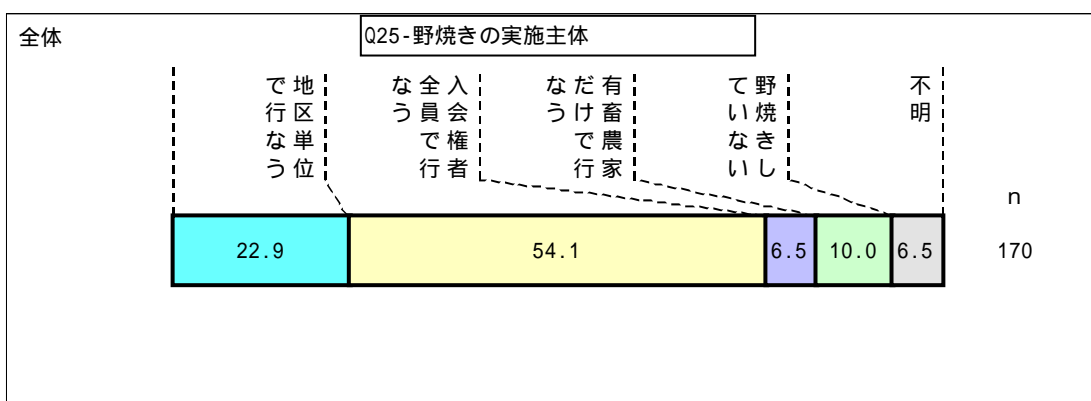 全体
Q25-野焼きの実施主体
地区単位
で行なう
入会権者
全員で行
なう
有畜農家
だけで行
なう
野焼きし
ていない
不明
n
22.9
54.1
6.5
10.0
6.5
170